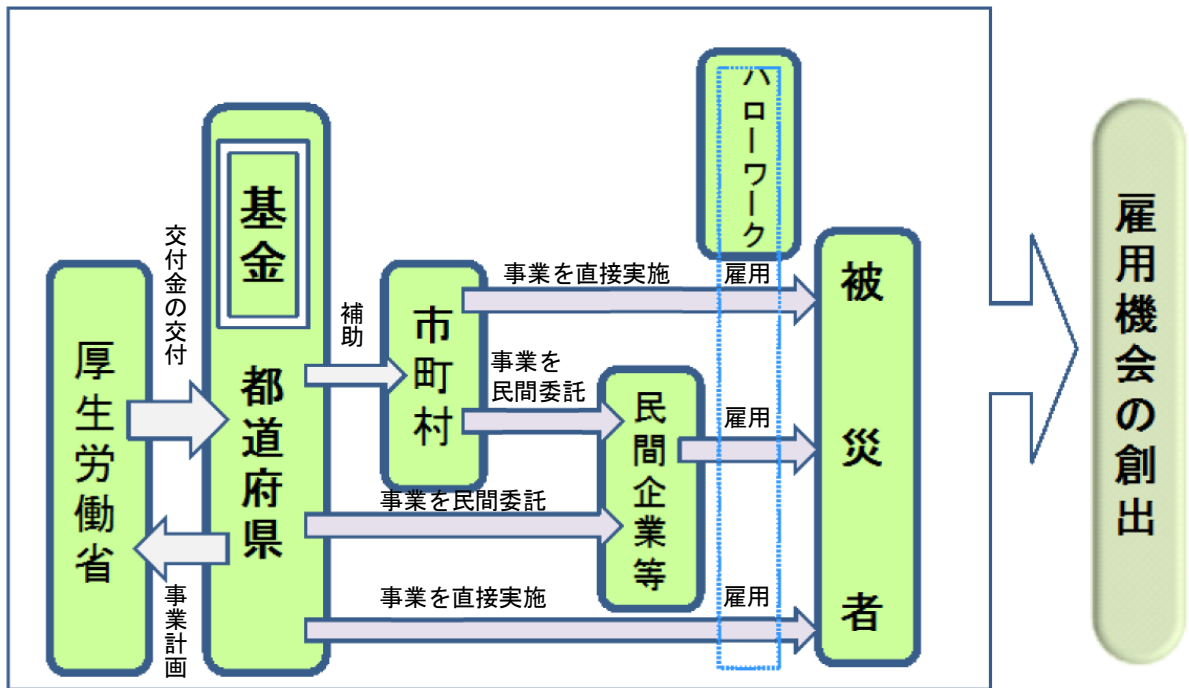 厚生労働省
交付金の交付
事業計画
基金
都道府県
補助
市町村
事業を直接実施
事業を
民間委託
事業を民間委託
事業を直接実施
民間企業等
ハローワーク
雇用
雇用
雇用
被災者
雇用機会の創出